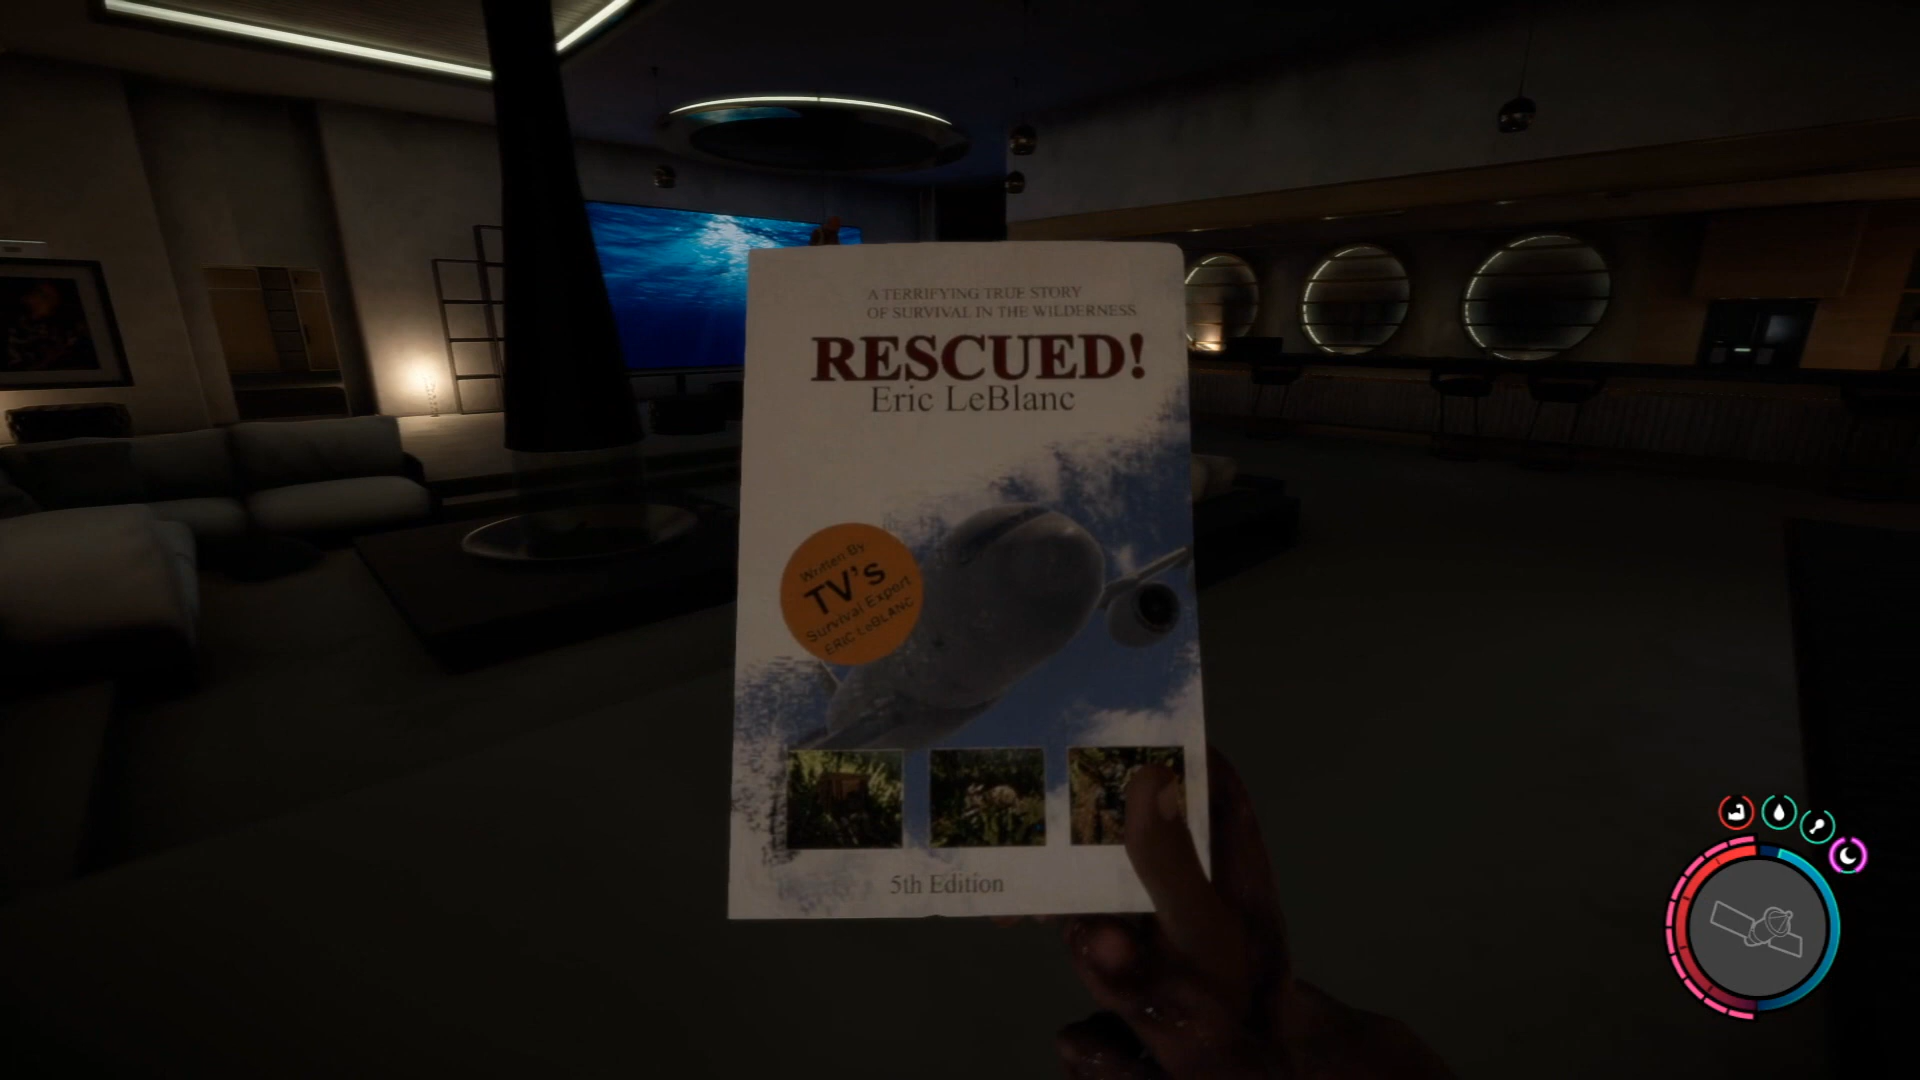 A TERRIFYING TRUE STORY
OF SURVIVAL IN THE WILDERNESS
RESCUED!
Eric LeBlanc
Written By
TV's
Survival Expert
ERIC LeBLANC
5th Edition